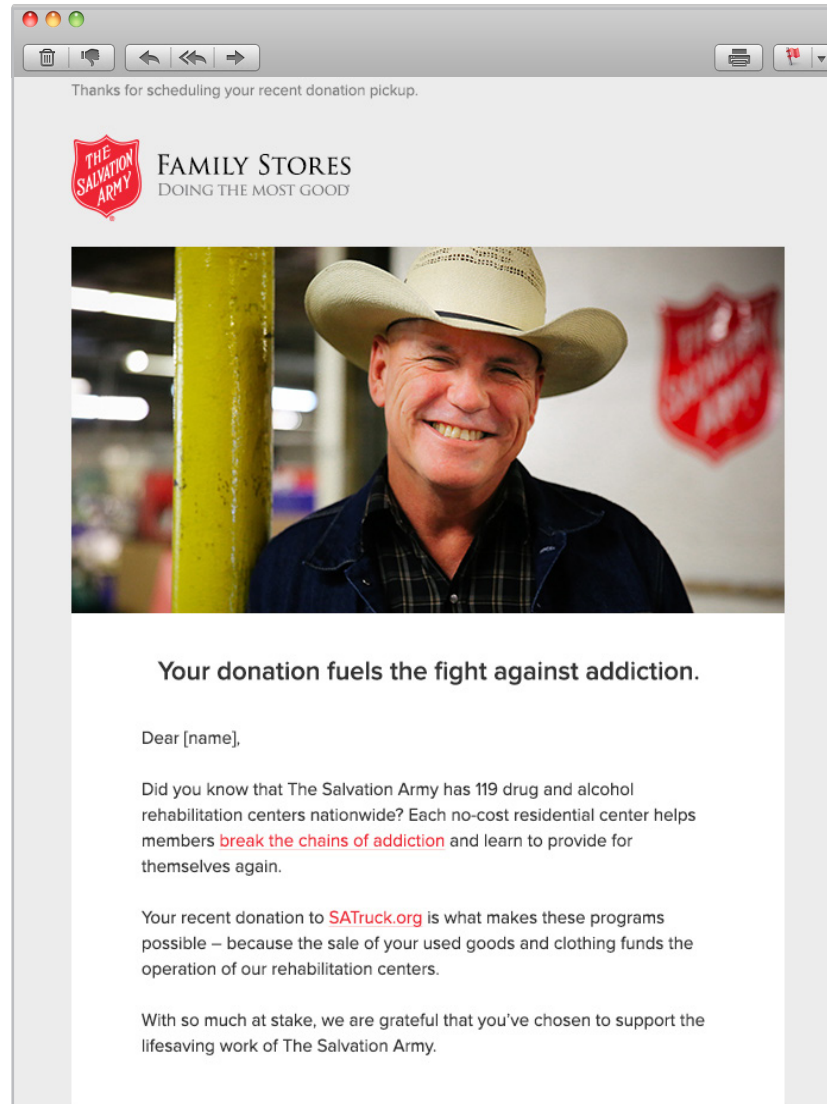 Thanks for scheduling your recent donation pickup.
THE
SALVATION
ARMY
FAMILY STORES
DOING THE MOST GOOD
THE
SALVATION
ARMY
Your donation fuels the fight against addiction.
Dear [name],
Did you know that The Salvation Army has 119 drug and alcohol
rehabilitation centers nationwide? Each no-cost residential center helps
members break the chains of addiction and learn to provide for
themselves again.
Your recent donation to SATruck.org is what makes these programs
possible – because the sale of your used goods and clothing funds the
operation of our rehabilitation centers.
With so much at stake, we are grateful that you’ve chosen to support the
lifesaving work of The Salvation Army.